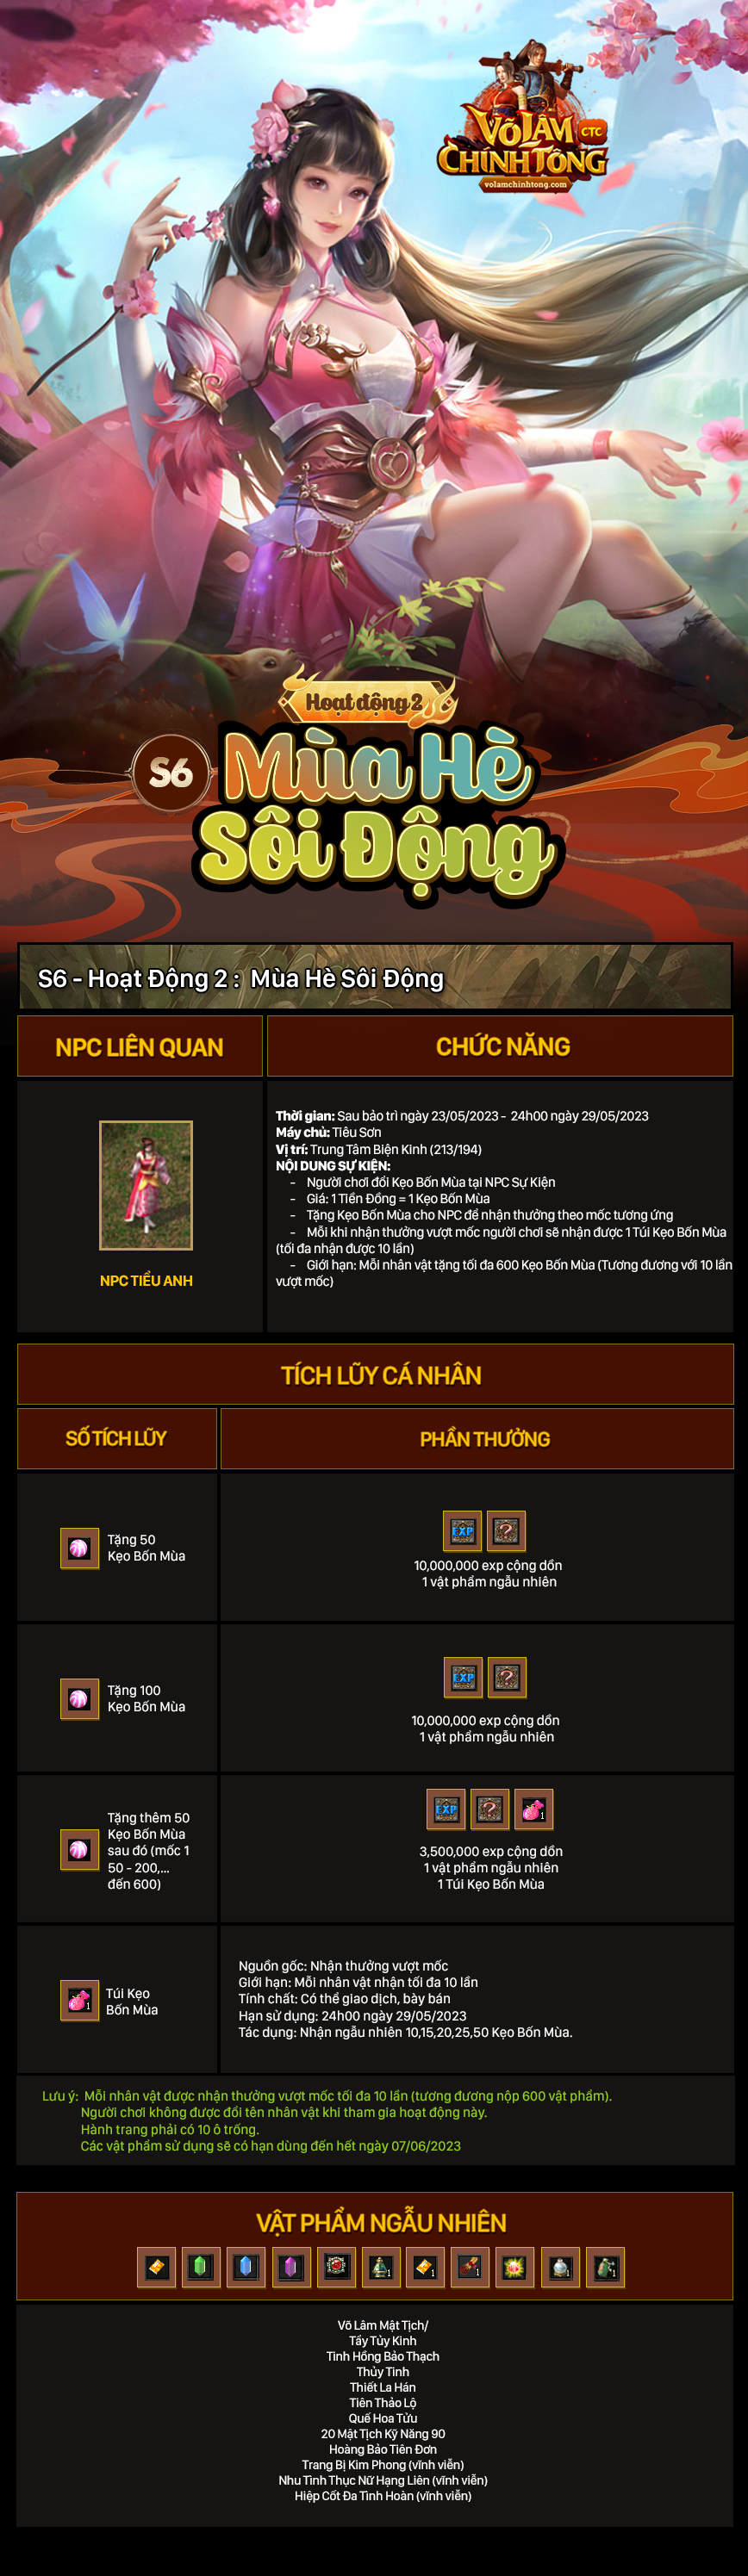 VÕ LÂM
CTC
CHÍNH TÔNG
volamchinhtong.com
Hoạt động 2
S6
Mùa Hè
Sôi Động
S6 - Hoạt Động 2 : Mùa Hè Sôi Động
NPC LIÊN QUAN
CHỨC NĂNG
NPC TIỂU ANH
Thời gian: Sau bảo trì ngày 23/05/2023 - 24h00 ngày 29/05/2023
Máy chủ: Tiêu Sơn
Vị trí: Trung Tâm Biện Kinh (213/194)
NỘI DUNG SỰ KIỆN:
- Người chơi đổi Kẹo Bốn Mùa tại NPC Sự Kiện
- Giá: 1 Tiền Đồng = 1 Kẹo Bốn Mùa
- Tặng Kẹo Bốn Mùa cho NPC để nhận thưởng theo mốc tương ứng
- Mỗi khi nhận thưởng vượt mốc người chơi sẽ nhận được 1 Túi Kẹo Bốn Mùa
(tối đa nhận được 10 lần)
- Giới hạn: Mỗi nhân vật tặng tối đa 600 Kẹo Bốn Mùa (Tương đương với 10 lần
vượt mốc)
TÍCH LŨY CÁ NHÂN
SỐ TÍCH LŨY
PHẦN THƯỞNG
Tặng 50
Kẹo Bốn Mùa
EXP ?
10,000,000 exp cộng dồn
1 vật phẩm ngẫu nhiên
Tặng 100
Kẹo Bốn Mùa
EXP ?
10,000,000 exp cộng dồn
1 vật phẩm ngẫu nhiên
Tặng thêm 50
Kẹo Bốn Mùa
sau đó (mốc 1
50 - 200,...
đến 600)
EXP ? 1
3,500,000 exp cộng dồn
1 vật phẩm ngẫu nhiên
1 Túi Kẹo Bốn Mùa
1
Túi Kẹo
Bốn Mùa
Nguồn gốc: Nhận thưởng vượt mốc
Giới hạn: Mỗi nhân vật nhận tối đa 10 lần
Tính chất: Có thể giao dịch, bày bán
Hạn sử dụng: 24h00 ngày 29/05/2023
Tác dụng: Nhận ngẫu nhiên 10,15,20,25,50 Kẹo Bốn Mùa.
Lưu ý: Mỗi nhân vật được nhận thưởng vượt mốc tối đa 10 lần (tương đương nộp 600 vật phẩm).
Người chơi không được đổi tên nhân vật khi tham gia hoạt động này.
Hành trang phải có 10 ô trống.
Các vật phẩm sử dụng sẽ có hạn dùng đến hết ngày 07/06/2023
VẬT PHẨM NGẪU NHIÊN
1 1 1 1 1
Võ Lâm Mật Tịch/
Tẩy Tủy Kinh
Tinh Hồng Bảo Thạch
Thủy Tinh
Thiết La Hán
Tiên Thảo Lộ
Quế Hoa Tửu
20 Mật Tịch Kỹ Năng 90
Hoàng Bảo Tiên Đơn
Trang Bị Kim Phong (vĩnh viễn)
Nhu Tình Thục Nữ Hạng Liên (vĩnh viễn)
Hiệp Cốt Đa Tình Hoàn (vĩnh viễn)